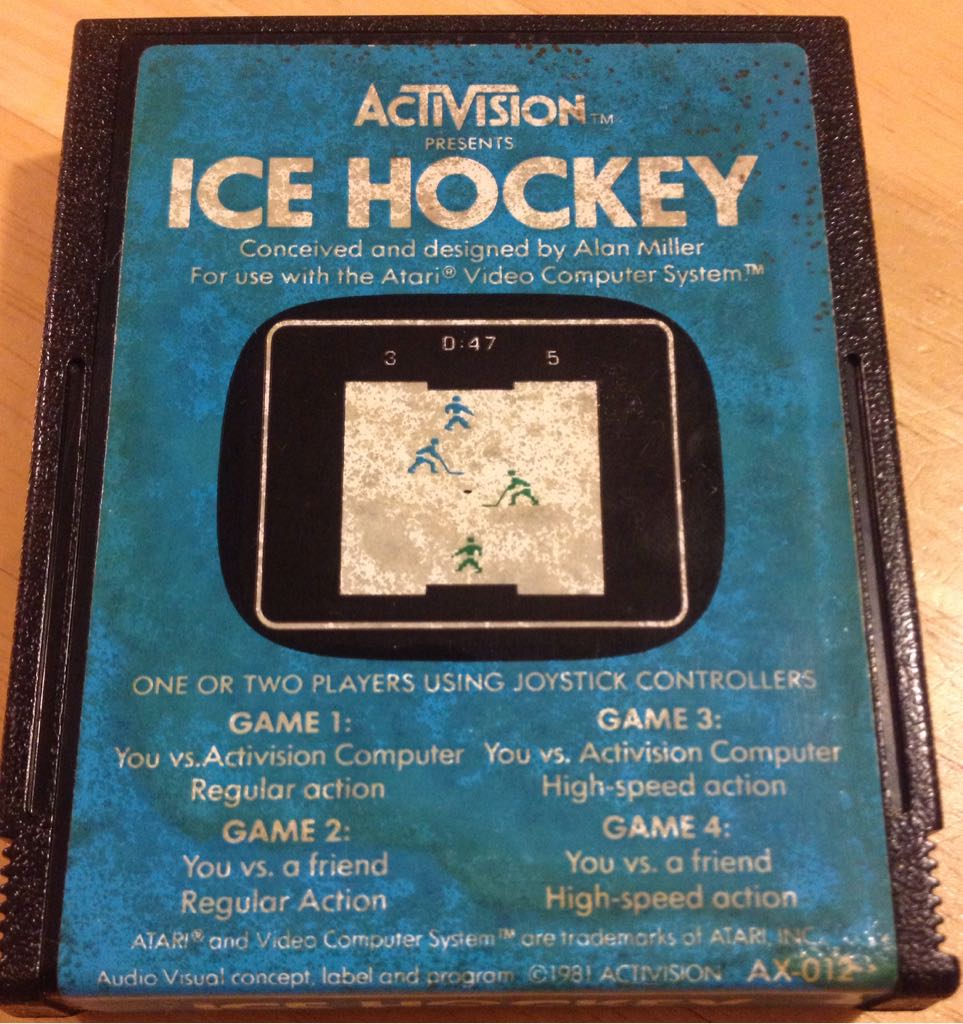 ACTIVISION™
PRESENTS
ICE HOCKEY
Conceived and designed by Alan Miller
For use with the Atari® Video Computer System™
0:47
3 5
ONE OR TWO PLAYERS USING JOYSTICK CONTROLLERS
GAME 1:
You vs. Activision Computer
Regular action
GAME 2:
You vs. a friend
Regular Action
GAME 3:
You vs. Activision Computer
High-speed action
GAME 4:
You vs. a friend
High-speed action
ATARI® and Video Computer System™ are trademarks of ATARI, INC.
Audio Visual concept, label and program ©1981 ACTIVISION AX-012
ICE HOCKEY